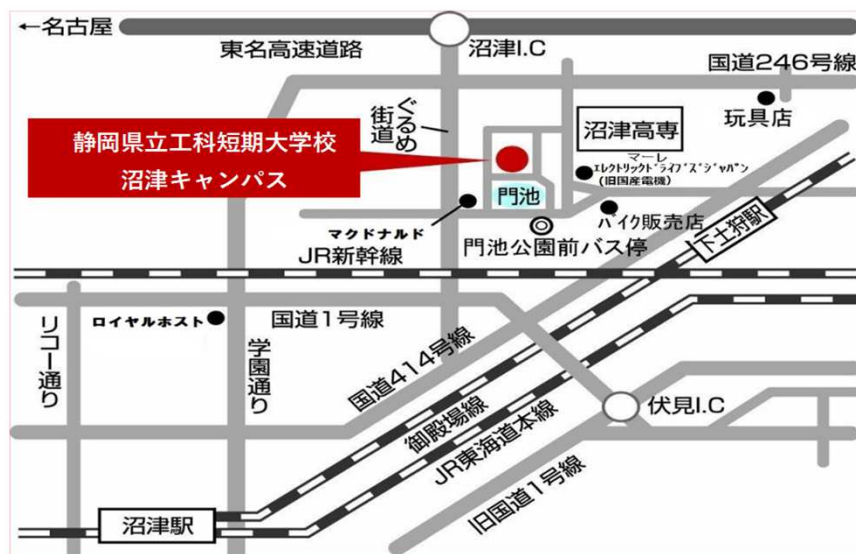 ←名古屋
東名高速道路
沼津I.C
国道246号線
ぐるめ
街道
静岡県立工科短期大学校
沼津キャンパス
沼津高専
玩具店
マーレ
エレクトリックドライブズジャパン
(旧国産電機)
門池
マクドナルド
バイク販売店
JR新幹線
門池公園前バス停
下土狩駅
ロイヤルホスト
国道1号線
リコー通り
学園通り
国道414号線
御殿場線
JR東海道本線
伏見I.C
旧国道1号線
沼津駅